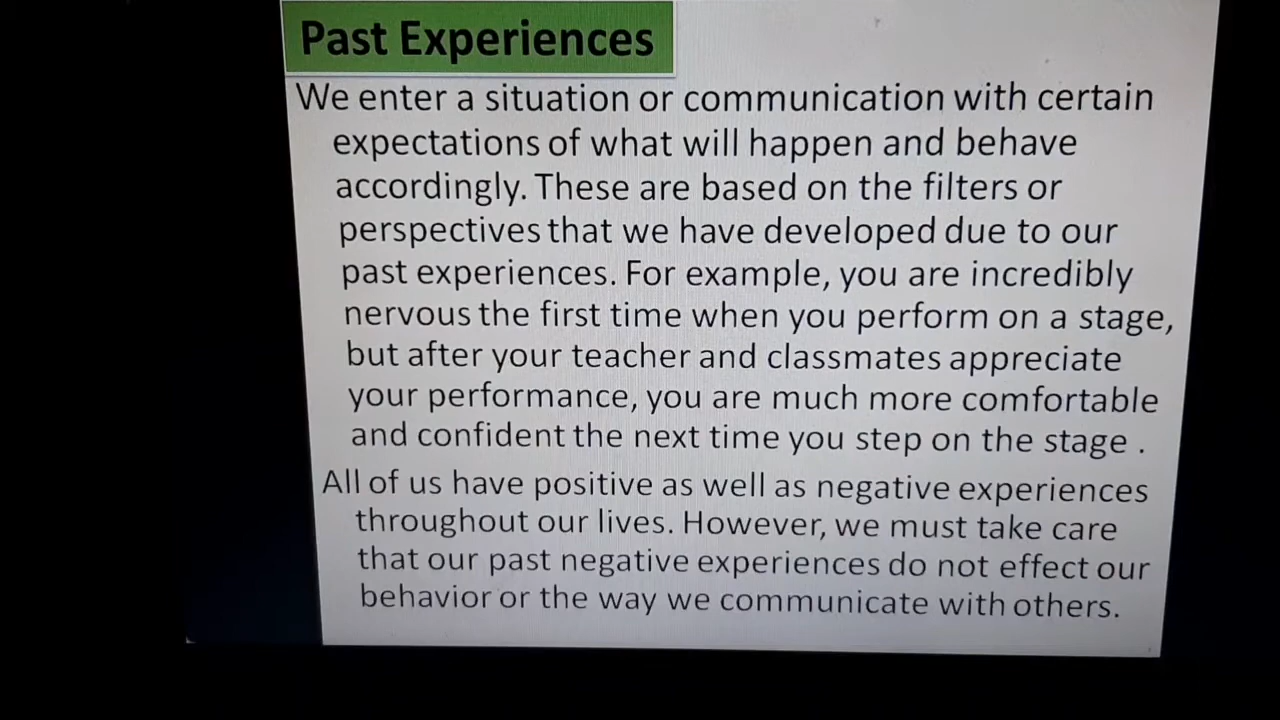 Past Experiences
We enter a situation or communication with certain
expectations of what will happen and behave
accordingly. These are based on the filters or
perspectives that we have developed due to our
past experiences. For example, you are incredibly
nervous the first time when you perform on a stage,
but after your teacher and classmates appreciate
your performance, you are much more comfortable
and confident the next time you step on the stage .
All of us have positive as well as negative experiences
throughout our lives. However, we must take care
that our past negative experiences do not effect our
behavior or the way we communicate with others.